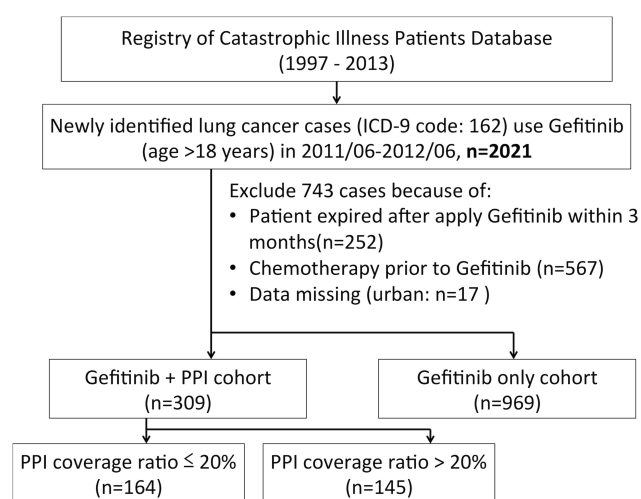 Registry of Catastrophic Illness Patients Database
(1997 - 2013)
Newly identified lung cancer cases (ICD-9 code: 162) use Gefitinib
(age >18 years) in 2011/06-2012/06, n=2021
Exclude 743 cases because of:
• Patient expired after apply Gefitinib within 3
months(n=252)
• Chemotherapy prior to Gefitinib (n=567)
• Data missing (urban: n=17 )
Gefitinib + PPI cohort
(n=309)
Gefitinib only cohort
(n=969)
PPI coverage ratio ≤ 20%
(n=164)
PPI coverage ratio > 20%
(n=145)